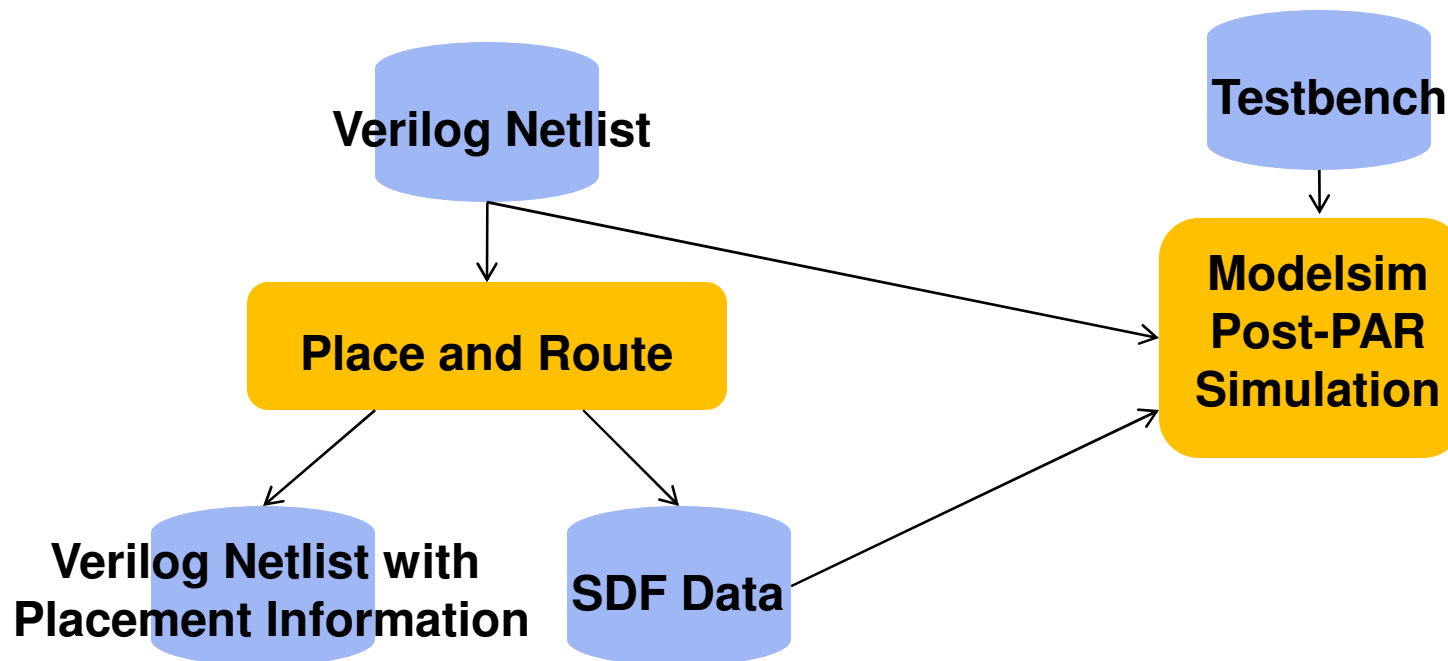 Verilog Netlist
Testbench
Place and Route
Modelsim
Post-PAR
Simulation
Verilog Netlist with
Placement Information
SDF Data